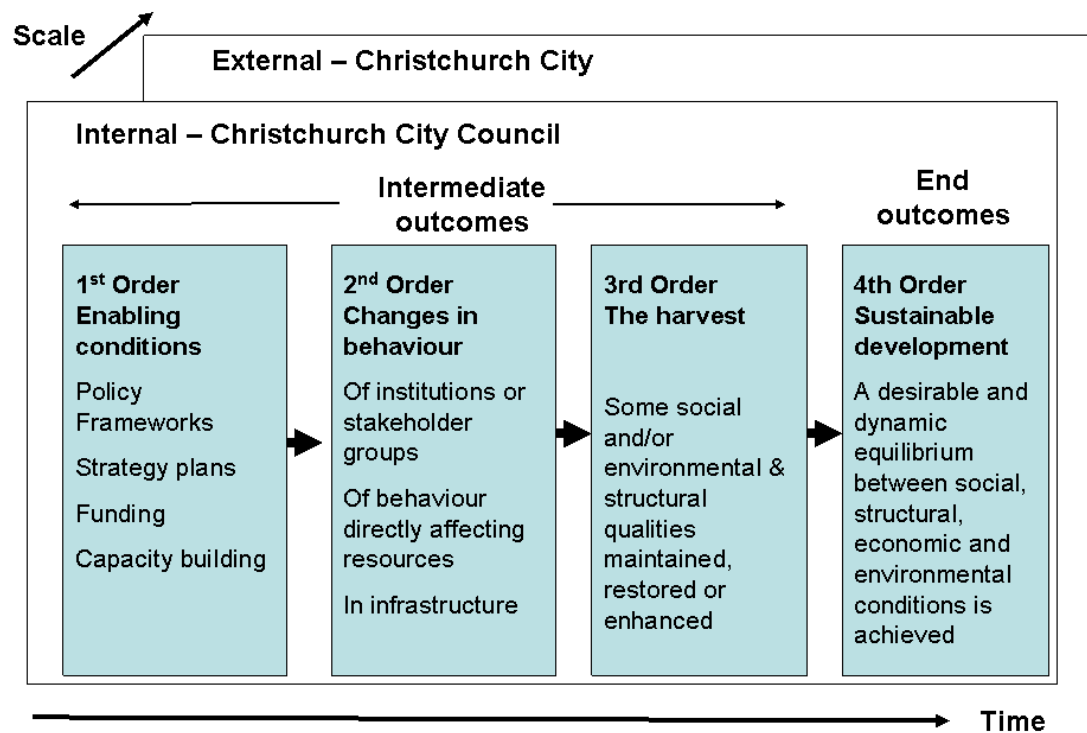 Scale
External – Christchurch City
Internal – Christchurch City Council
Intermediate
outcomes
End
outcomes
1st Order
Enabling
conditions
Policy
Frameworks
Strategy plans
Funding
Capacity building
2nd Order
Changes in
behaviour
Of institutions or
stakeholder
groups
Of behaviour
directly affecting
resources
In infrastructure
3rd Order
The harvest
Some social
and/or
environmental &
structural
qualities
maintained,
restored or
enhanced
4th Order
Sustainable
development
A desirable and
dynamic
equilibrium
between social,
structural,
economic and
environmental
conditions is
achieved
Time